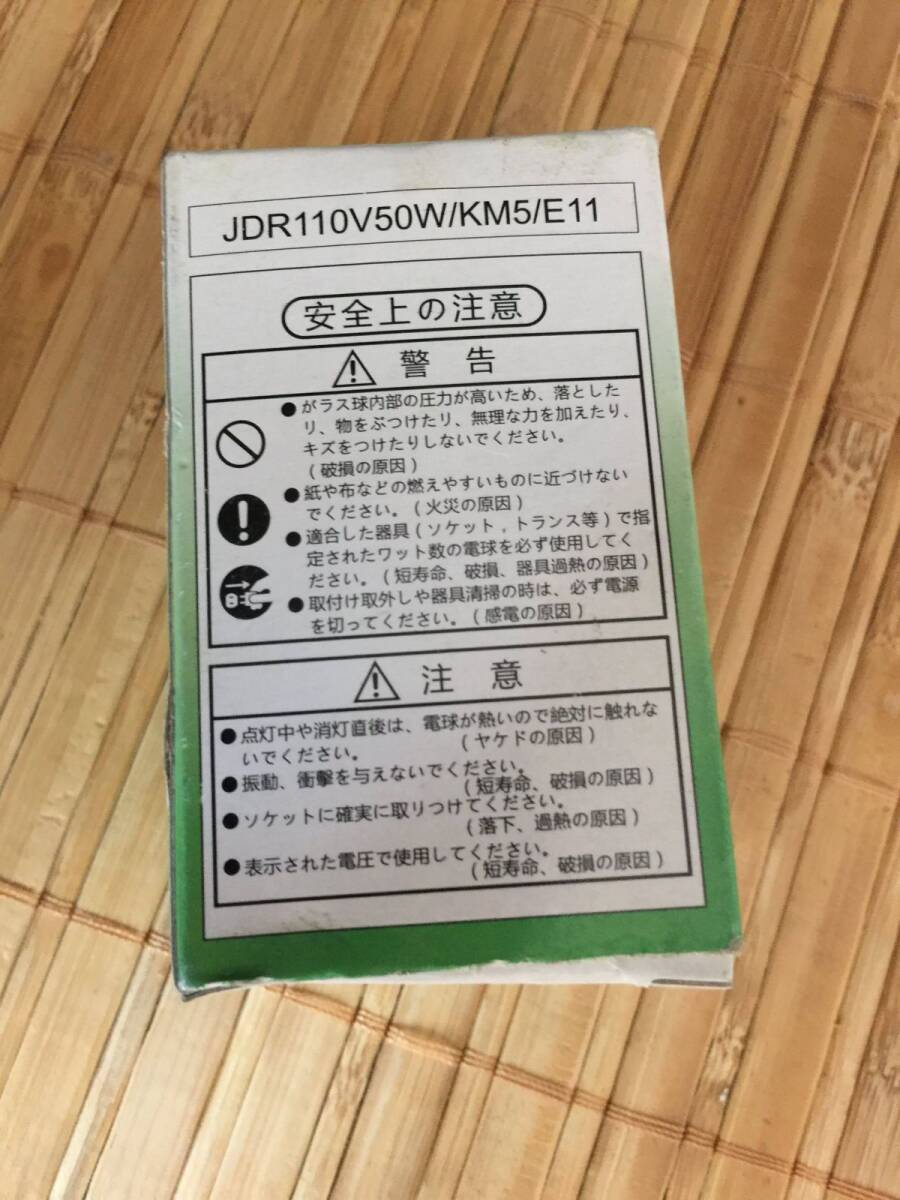 JDR110V50W/KM5/E11
安全上の注意
警 告
●がラス球内部の圧力が高いため、落とした
リ、物をぶつけたリ、無理な力を加えたり、
キズをつけたりしないでください。
(破損の原因)
●紙や布などの燃えやすいものに近づけない
でください。(火災の原因)
●適合した器具(ソケット,トランス等)で指
定されたワット数の電球を必ず使用してく
ださい。(短寿命、破損、器具過熱の原因)
●取付け取外しや器具清掃の時は、必ず電源
を切ってください。(感電の原因)
注 意
●点灯中や消灯直後は、電球が熱いので絶対に触れな
いでください。 (ヤケドの原因)
●振動、衝撃を与えないでください。
(短寿命、破損の原因)
●ソケットに確実に取りつけてください。
(落下、過熱の原因)
●表示された電圧で使用してください。
(短寿命、破損の原因)